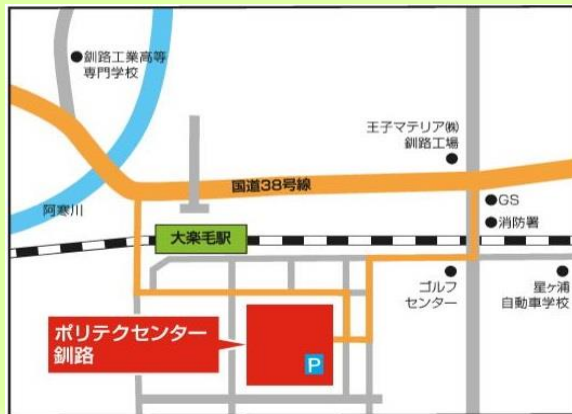 釧路工業高等
専門学校
王子マテリア㈱
釧路工場
国道38号線
GS
阿寒川
消防署
大楽毛駅
ゴルフ
センター
星ヶ浦
自動車学校
ポリテクセンター
釧路
P